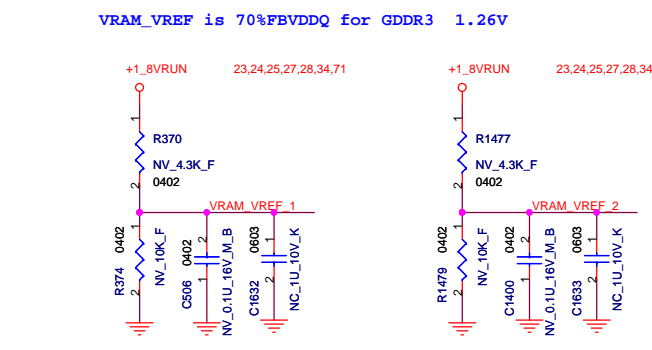 VRAM_VREF is 70%FBVDDQ for GDDR3 1.26V
+1_8VRUN 23,24,25,27,28,34,71
1
R370
NV_4.3K_F
2 0402
VRAM_VREF_1
1
0402
R374
NV_10K_F
2
2
0402
C506
NV_0.1U_16V_M_B
1
1
0603
C1632
NC_1U_10V_K
2
+1_8VRUN 23,24,25,27,28,34
1
R1477
NV_4.3K_F
2 0402
VRAM_VREF_2
1
0402
R1479
NV_10K_F
2
2
0402
C1400
NV_0.1U_16V_M_B
1
1
0603
C1633
NC_1U_10V_K
2